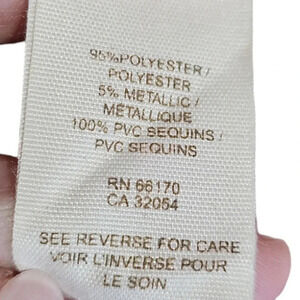 95%POLYESTER /
POLYESTER
5% METALLIC /
MÉTALLIQUE
100% PVC SEQUINS /
PVC SEQUINS
RN 66170
CA 32054
SEE REVERSE FOR CARE
VOIR L'INVERSE POUR
LE SOIN